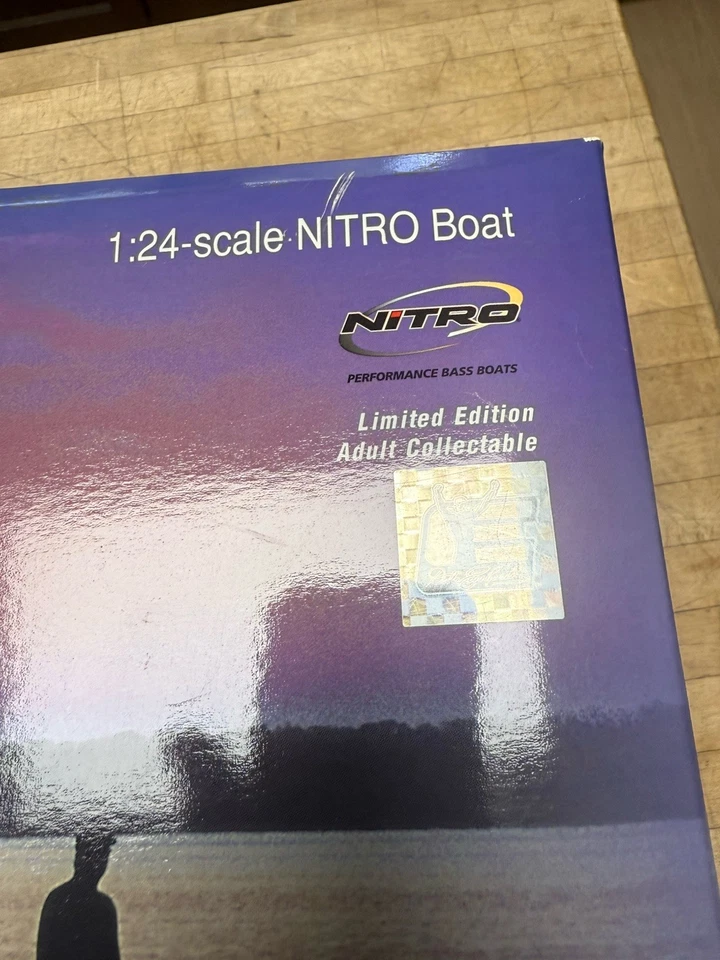 1:24-scale NITRO Boat
NiTRO
PERFORMANCE BASS BOATS
Limited Edition
Adult Collectable